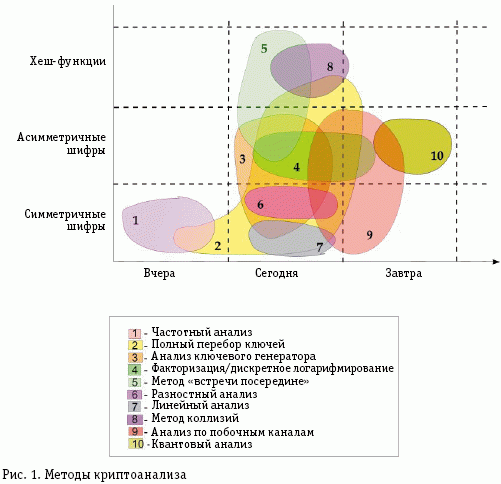 Хеш-функции
Асимметричные
шифры
Симметричные
шифры
5
8
3
4
10
6
1
2
7
9
Вчера
Сегодня
Завтра
1 - Частотный анализ
2 - Полный перебор ключей
3 - Анализ ключевого генератора
4 - Факторизация/дискретное логарифмирование
5 - Метод «встречи посередине»
6 - Разностный анализ
7 - Линейный анализ
8 - Метод коллизий
9 - Анализ по побочным каналам
10 - Квантовый анализ
Рис. 1. Методы криптоанализа